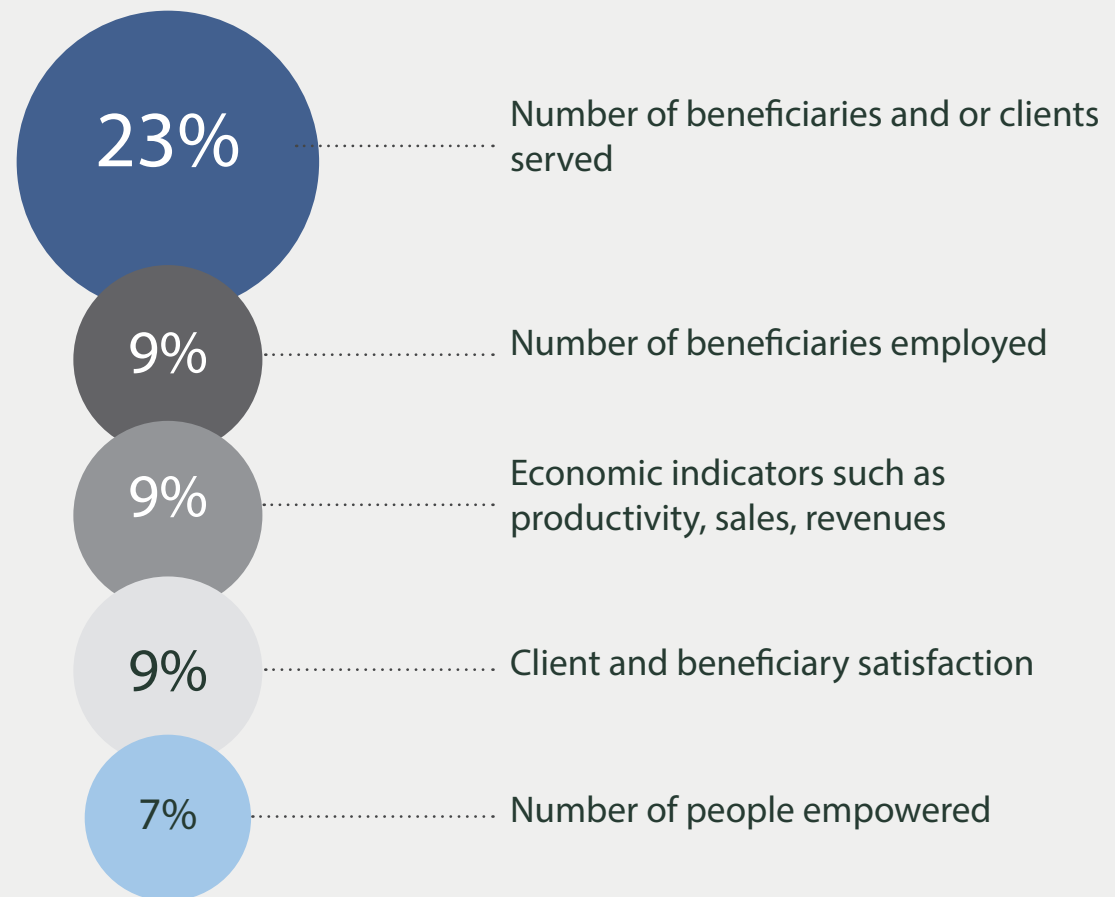 23%
Number of beneficiaries and or clients
served
9%
Number of beneficiaries employed
9%
Economic indicators such as
productivity, sales, revenues
9%
Client and beneficiary satisfaction
7%
Number of people empowered